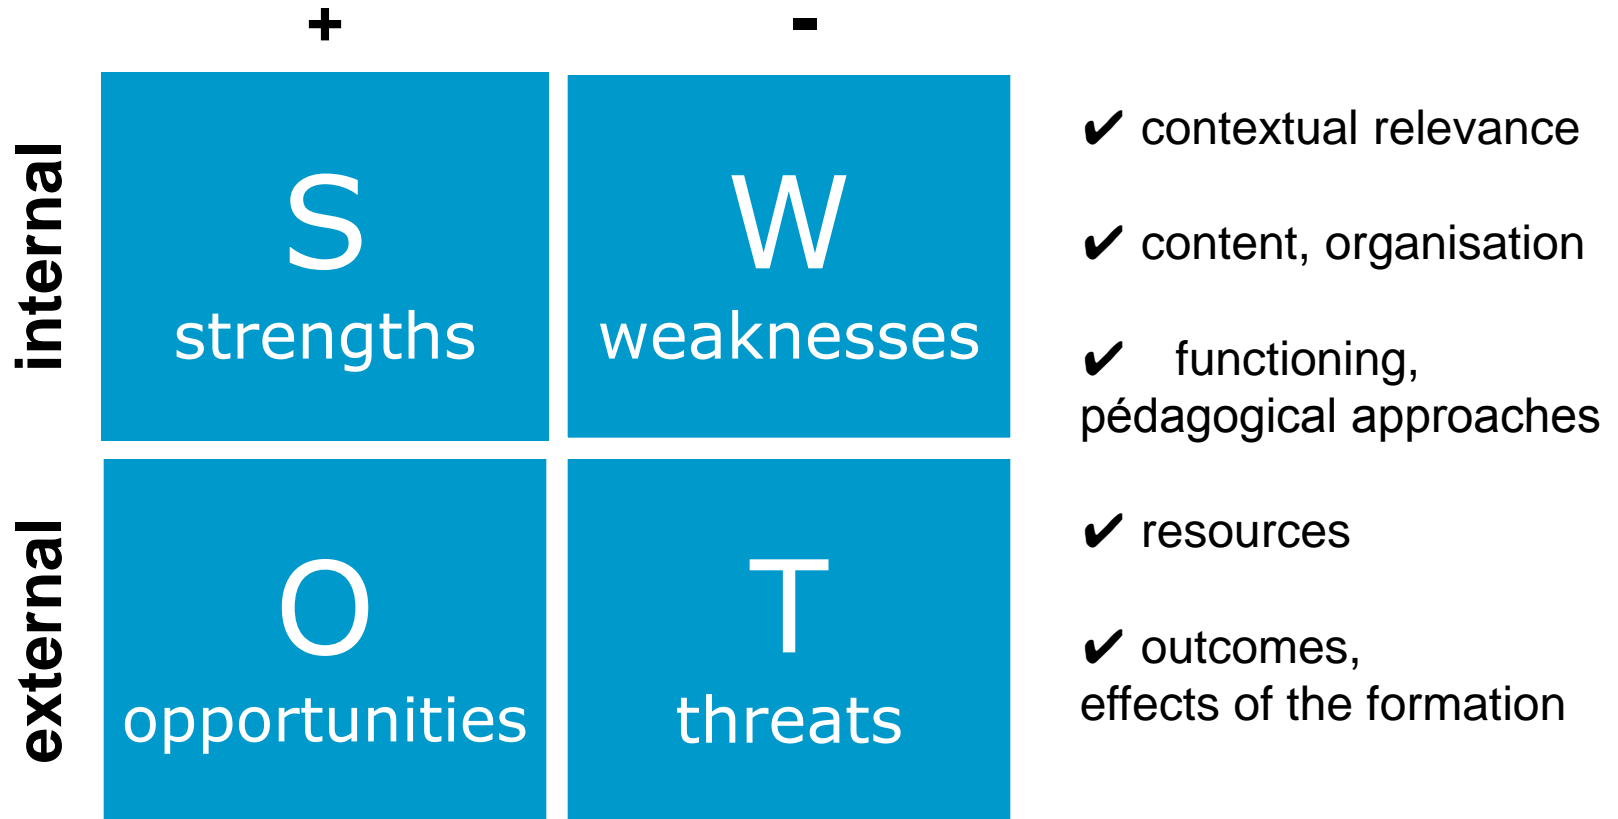 + -
internal
S
strengths
W
weaknesses
external
O
opportunities
T
threats
✔ contextual relevance
✔ content, organisation
✔ functioning,
pédagogical approaches
✔ resources
✔ outcomes,
effects of the formation